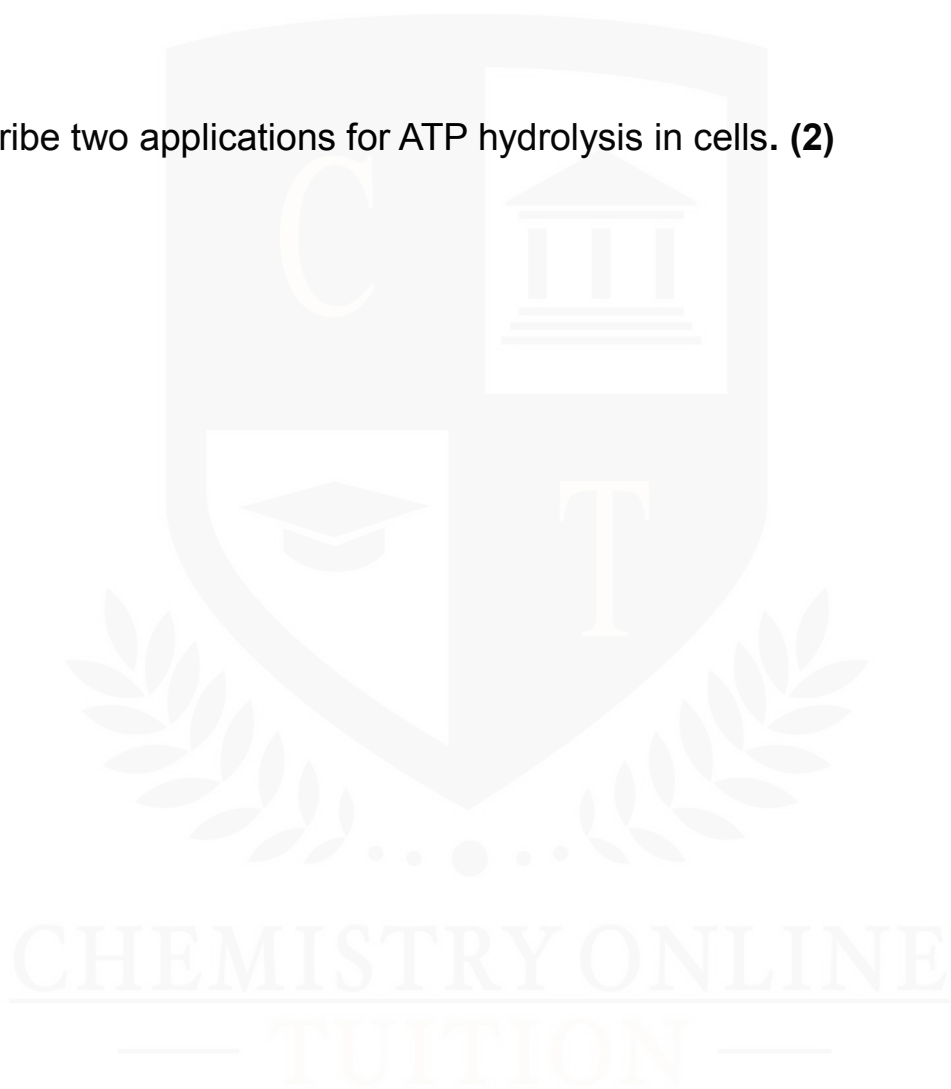 ribe two applications for ATP hydrolysis in cells. (2)
C
T
CHEMISTRY ONLINE
— TUITION —